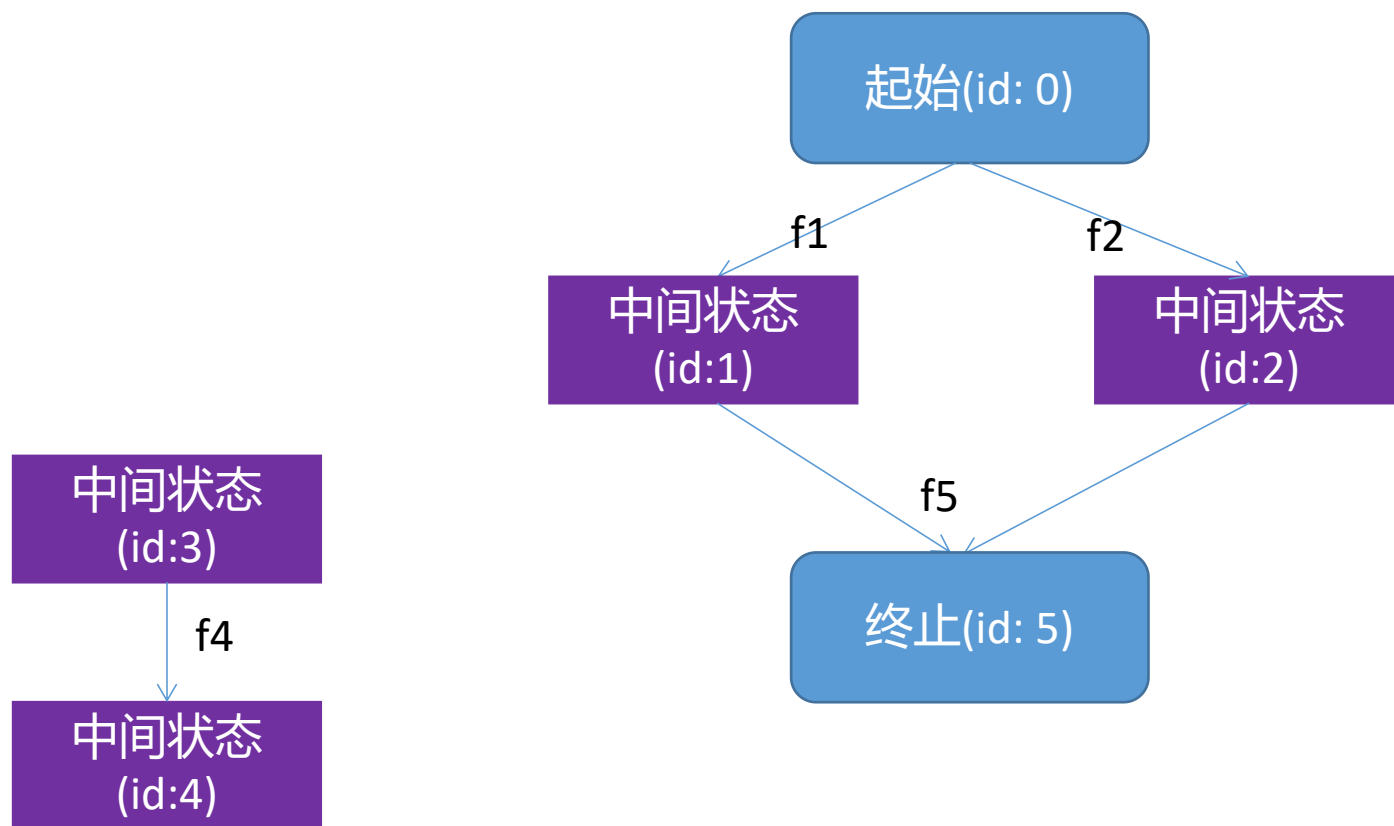 起始(id: 0)
f1
f2
中间状态
(id:1)
中间状态
(id:2)
f5
中间状态
(id:3)
终止(id: 5)
f4
中间状态
(id:4)